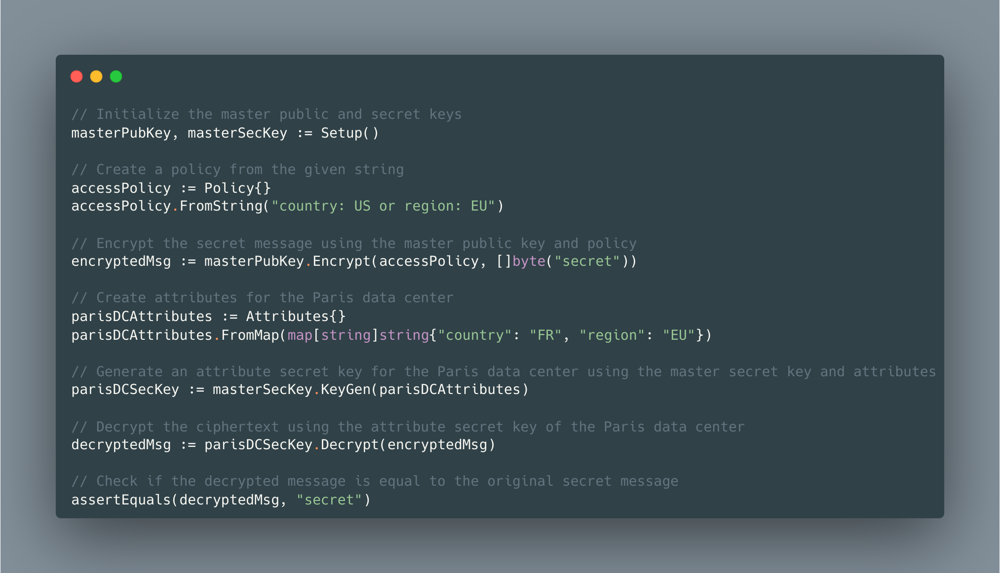 // Initialize the master public and secret keys
masterPubKey, masterSecKey := Setup()
// Create a policy from the given string
accessPolicy := Policy{}
accessPolicy.FromString("country: US or region: EU")
// Encrypt the secret message using the master public key and policy
encryptedMsg := masterPubKey.Encrypt(accessPolicy, []byte("secret"))
// Create attributes for the Paris data center
parisDCAttributes := Attributes{}
parisDCAttributes.FromMap(map[string]string{"country": "FR", "region": "EU"})
// Generate an attribute secret key for the Paris data center using the master secret key and attributes
parisDCSecKey := masterSecKey.KeyGen(parisDCAttributes)
// Decrypt the ciphertext using the attribute secret key of the Paris data center
decryptedMsg := parisDCSecKey.Decrypt(encryptedMsg)
// Check if the decrypted message is equal to the original secret message
assertEquals(decryptedMsg, "secret")